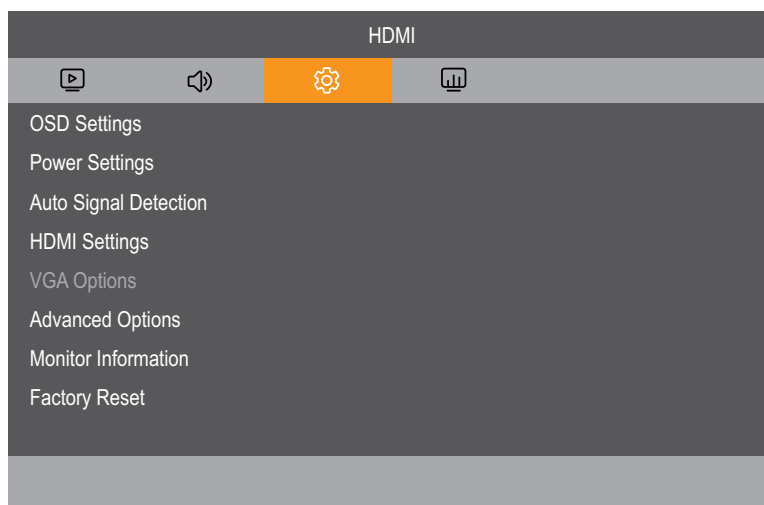 HDMI
OSD Settings
Power Settings
Auto Signal Detection
HDMI Settings
VGA Options
Advanced Options
Monitor Information
Factory Reset